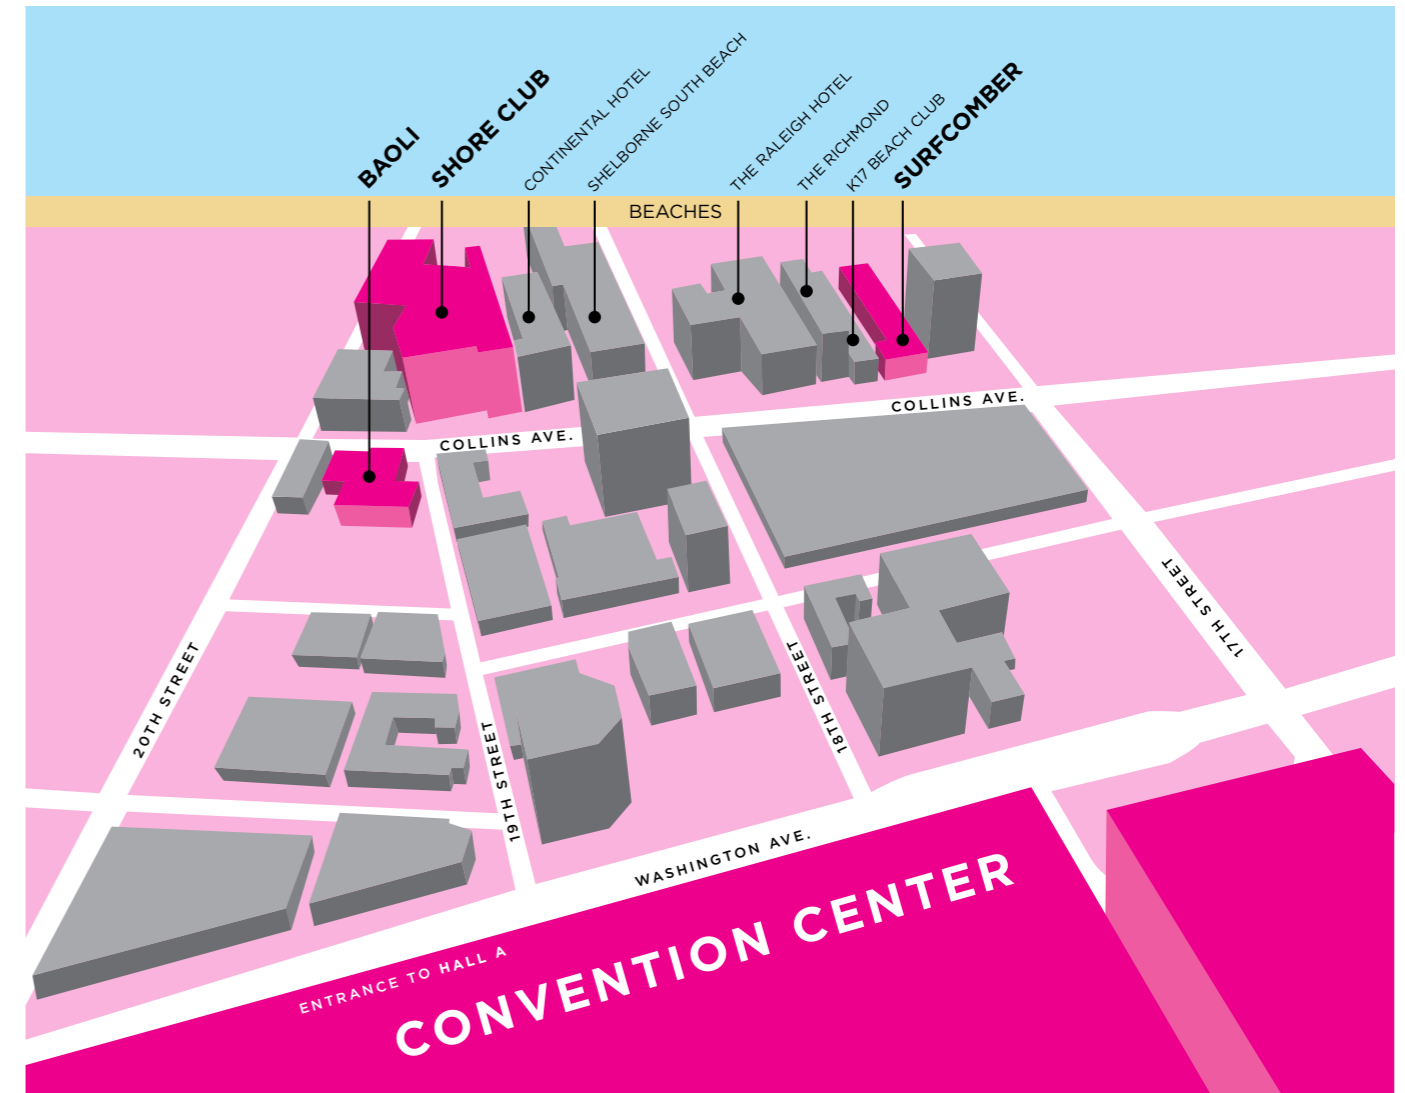 BAOLI
SHORE CLUB
CONTINENTAL HOTEL
SHELBORNE SOUTH BEACH
THE RALEIGH HOTEL
THE RICHMOND
K17 BEACH CLUB
SURFCOMBER
BEACHES
COLLINS AVE.
COLLINS AVE.
20TH STREET
19TH STREET
18TH STREET
17TH STREET
WASHINGTON AVE.
ENTRANCE TO HALL A
CONVENTION CENTER